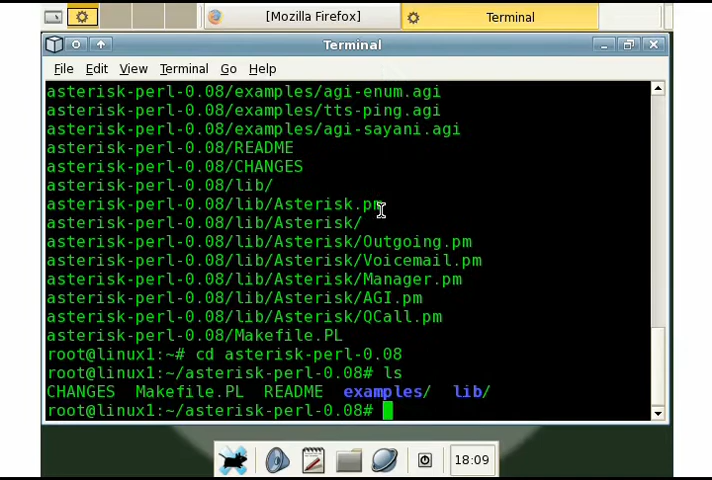 [Mozilla Firefox]
Terminal
Terminal
File Edit View Terminal Go Help
asterisk-perl-0.08/examples/agi-enum.agi
asterisk-perl-0.08/examples/tts-ping.agi
asterisk-perl-0.08/examples/agi-sayani.agi
asterisk-perl-0.08/README
asterisk-perl-0.08/CHANGES
asterisk-perl-0.08/lib/
asterisk-perl-0.08/lib/Asterisk.pm
asterisk-perl-0.08/lib/Asterisk/
asterisk-perl-0.08/lib/Asterisk/Outgoing.pm
asterisk-perl-0.08/lib/Asterisk/Voicemail.pm
asterisk-perl-0.08/lib/Asterisk/Manager.pm
asterisk-perl-0.08/lib/Asterisk/AGI.pm
asterisk-perl-0.08/lib/Asterisk/QCall.pm
asterisk-perl-0.08/Makefile.PL
root@linux1:~# cd asterisk-perl-0.08
root@linux1:~/asterisk-perl-0.08# ls
CHANGES Makefile.PL README examples/ lib/
root@linux1:~/asterisk-perl-0.08#
18:09